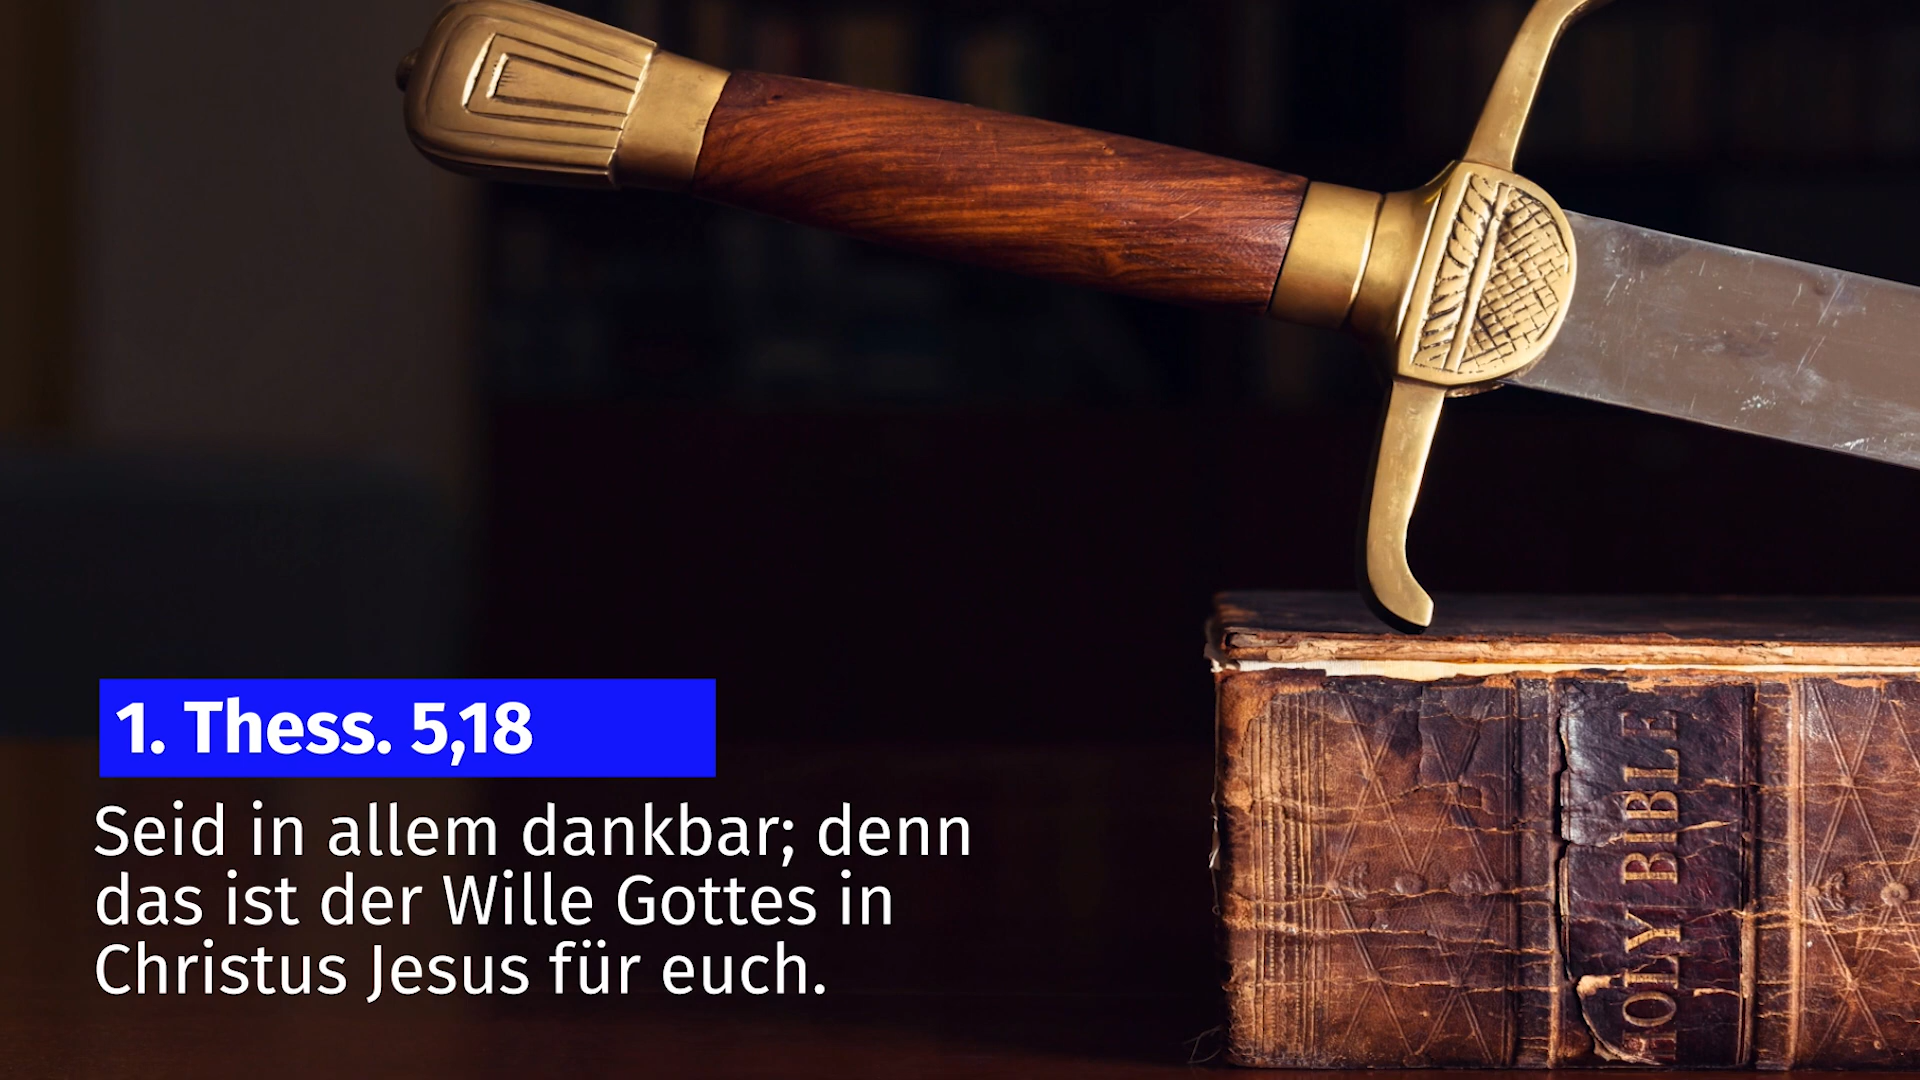 1. Thess. 5,18
Seid in allem dankbar; denn
das ist der Wille Gottes in
Christus Jesus für euch.
HOLY BIBLE